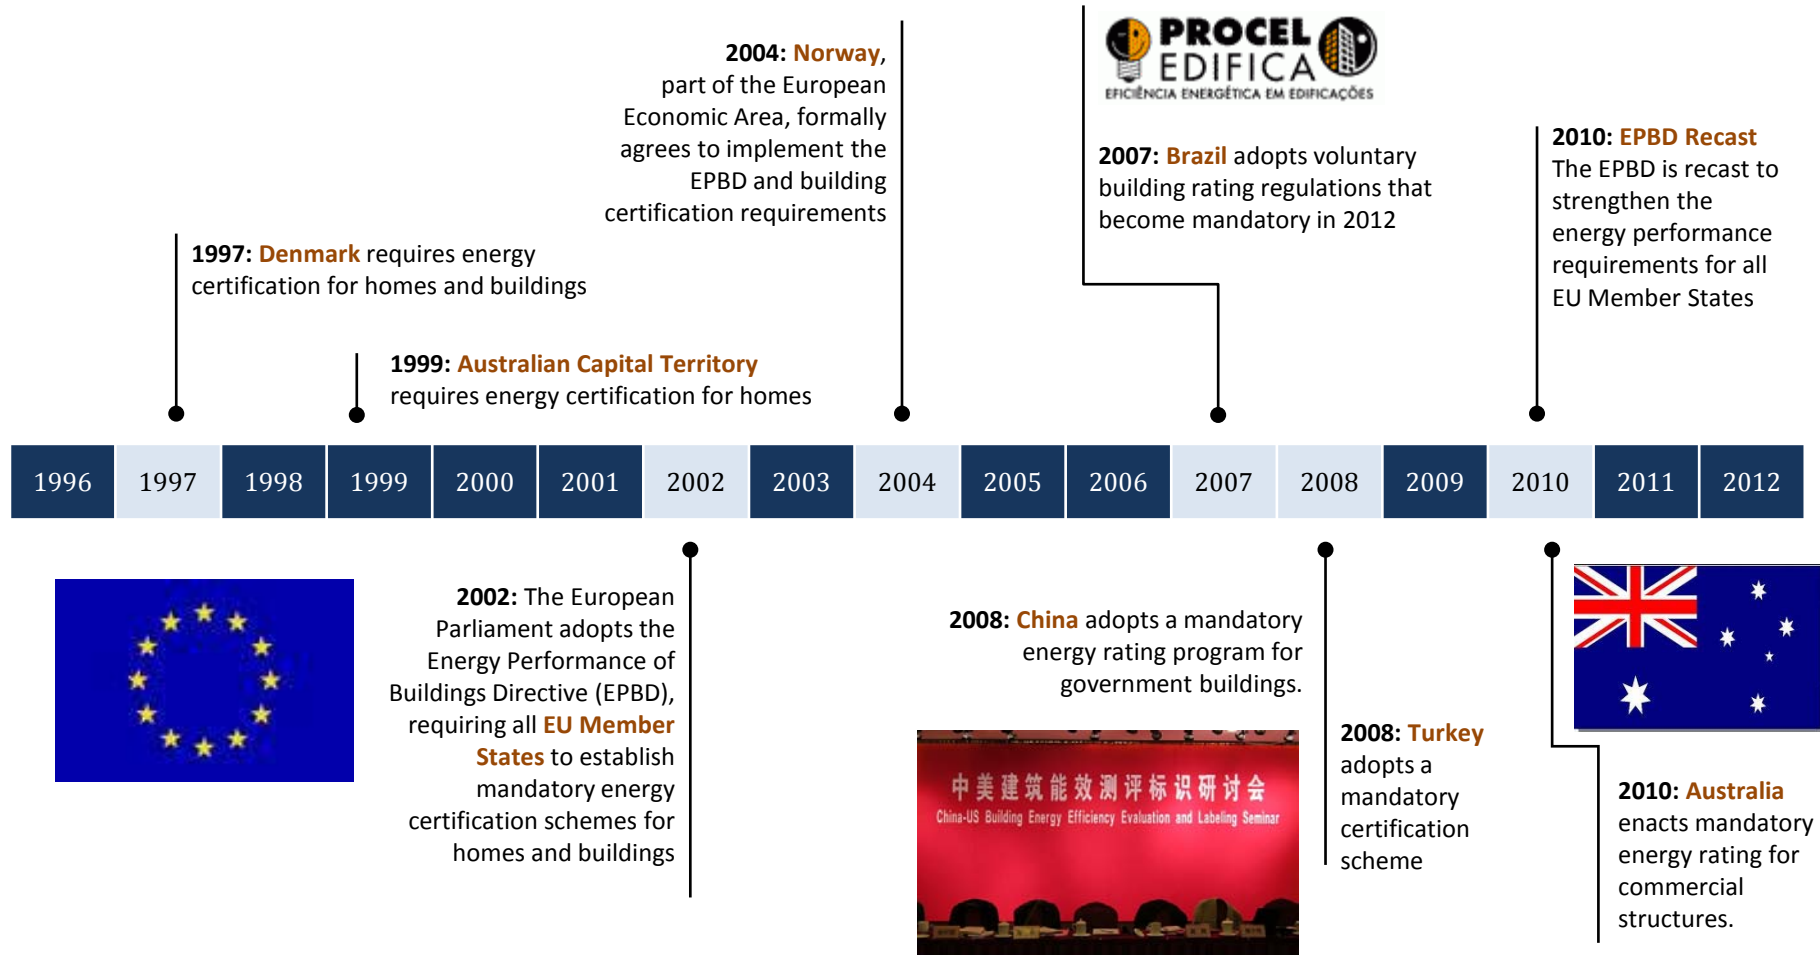 PROCEL
EDIFICA
EFICIÊNCIA ENERGÉTICA EM EDIFICAÇÕES
2004: Norway,
part of the European
Economic Area, formally
agrees to implement the
EPBD and building
certification requirements
2007: Brazil adopts voluntary
building rating regulations that
become mandatory in 2012
2010: EPBD Recast
The EPBD is recast to
strengthen the
energy performance
requirements for all
EU Member States
1997: Denmark requires energy
certification for homes and buildings
1999: Australian Capital Territory
requires energy certification for homes
1996 1997 1998 1999 2000 2001 2002 2003 2004 2005 2006 2007 2008 2009 2010 2011 2012
2002: The European
Parliament adopts the
Energy Performance of
Buildings Directive (EPBD),
requiring all EU Member
States to establish
mandatory energy
certification schemes for
homes and buildings
2008: China adopts a mandatory
energy rating program for
government buildings.
中美建筑能效测评标识研讨会
China-US Building Energy Efficiency Evaluation and Labeling Seminar
2008: Turkey
adopts a
mandatory
certification
scheme
2010: Australia
enacts mandatory
energy rating for
commercial
structures.